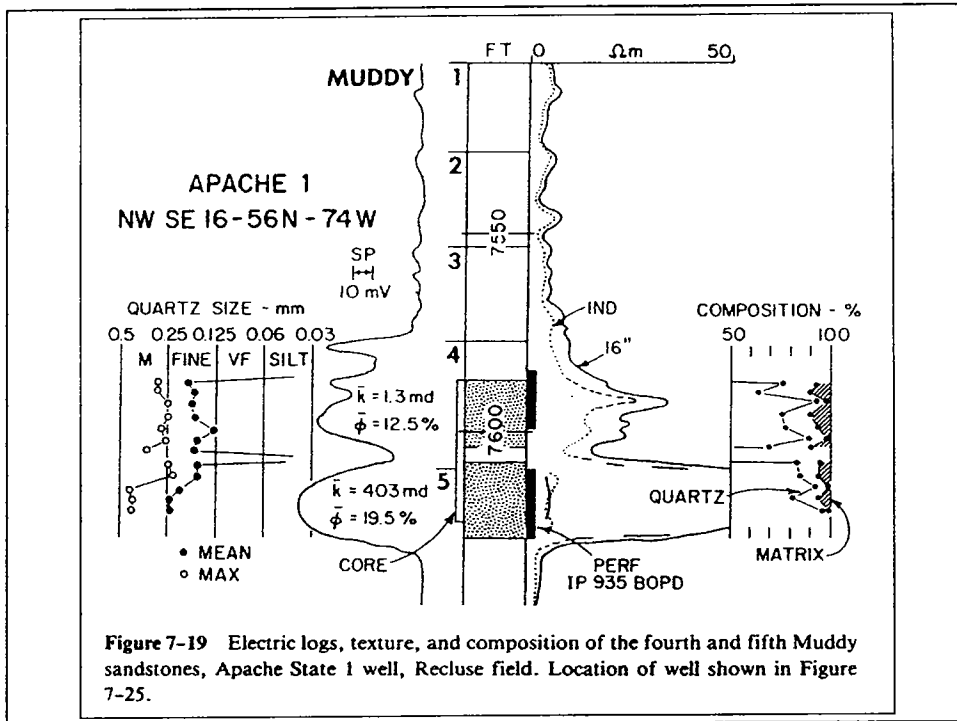 FT 0 Ωm 50
MUDDY 1
2
APACHE 1
NW SE 16-56N-74W
7550
3
SP
10 mV
QUARTZ SIZE - mm
0.5 0.25 0.125 0.06 0.03
M FINE VF SILT
IND
16"
COMPOSITION - %
50 100
4
k̄ = 1.3 md
ϕ̄ = 12.5 %
7600
5
k̄ = 403 md
ϕ̄ = 19.5 %
QUARTZ
MATRIX
CORE
PERF
IP 935 BOPD
● MEAN
○ MAX
Figure 7-19 Electric logs, texture, and composition of the fourth and fifth Muddy
sandstones, Apache State 1 well, Recluse field. Location of well shown in Figure
7-25.